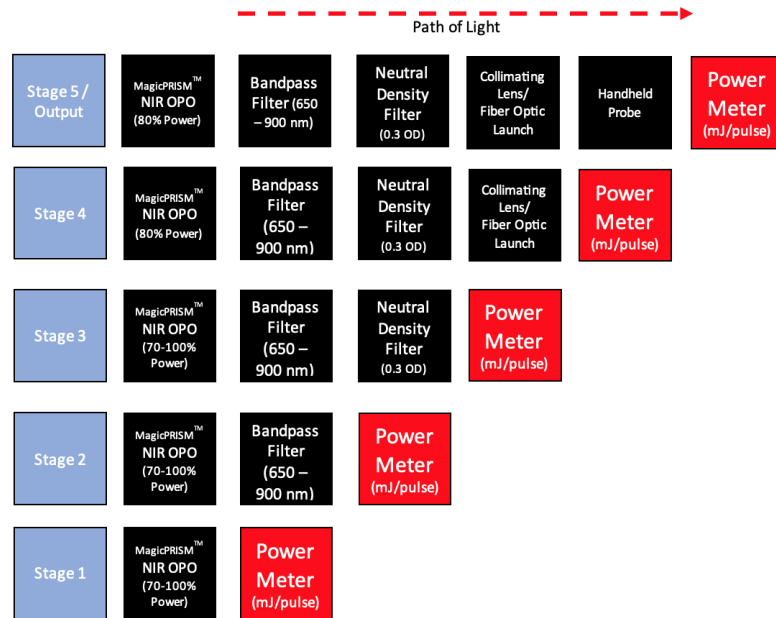 Path of Light
Stage 5 /
Output
MagicPRISM™
NIR OPO
(80% Power)
Bandpass
Filter (650
– 900 nm)
Neutral
Density
Filter
(0.3 OD)
Collimating
Lens/
Fiber Optic
Launch
Handheld
Probe
Power
Meter
(mJ/pulse)
Stage 4
MagicPRISM™
NIR OPO
(80% Power)
Bandpass
Filter
(650 –
900 nm)
Neutral
Density
Filter
(0.3 OD)
Collimating
Lens/
Fiber Optic
Launch
Power
Meter
(mJ/pulse)
Stage 3
MagicPRISM™
NIR OPO
(70-100%
Power)
Bandpass
Filter
(650 –
900 nm)
Neutral
Density
Filter
(0.3 OD)
Power
Meter
(mJ/pulse)
Stage 2
MagicPRISM™
NIR OPO
(70-100%
Power)
Bandpass
Filter
(650 –
900 nm)
Power
Meter
(mJ/pulse)
Stage 1
MagicPRISM™
NIR OPO
(70-100%
Power)
Power
Meter
(mJ/pulse)